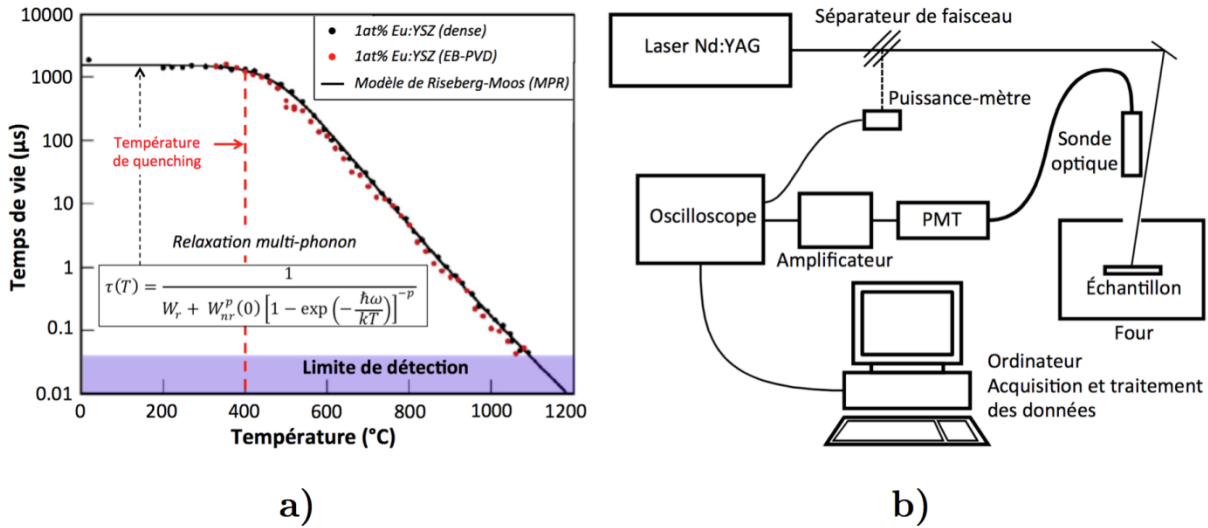 10000
1000
100
10
1
0.1
0.01
Temps de vie (µs)
1at% Eu:YSZ (dense)
1at% Eu:YSZ (EB-PVD)
Modèle de Riseberg-Moos (MPR)
Température
de quenching
Relaxation multi-phonon
τ(T) = 1 / (W_r + W_nr^p(0) [1 − exp(−ℏω/kT)]^−p)
Limite de détection
0 200 400 600 800 1000 1200
Température (°C)
a)
Séparateur de faisceau
Laser Nd:YAG
Puissance-mètre
Sonde
optique
Oscilloscope
PMT
Amplificateur
Échantillon
Four
Ordinateur
Acquisition et traitement
des données
b)